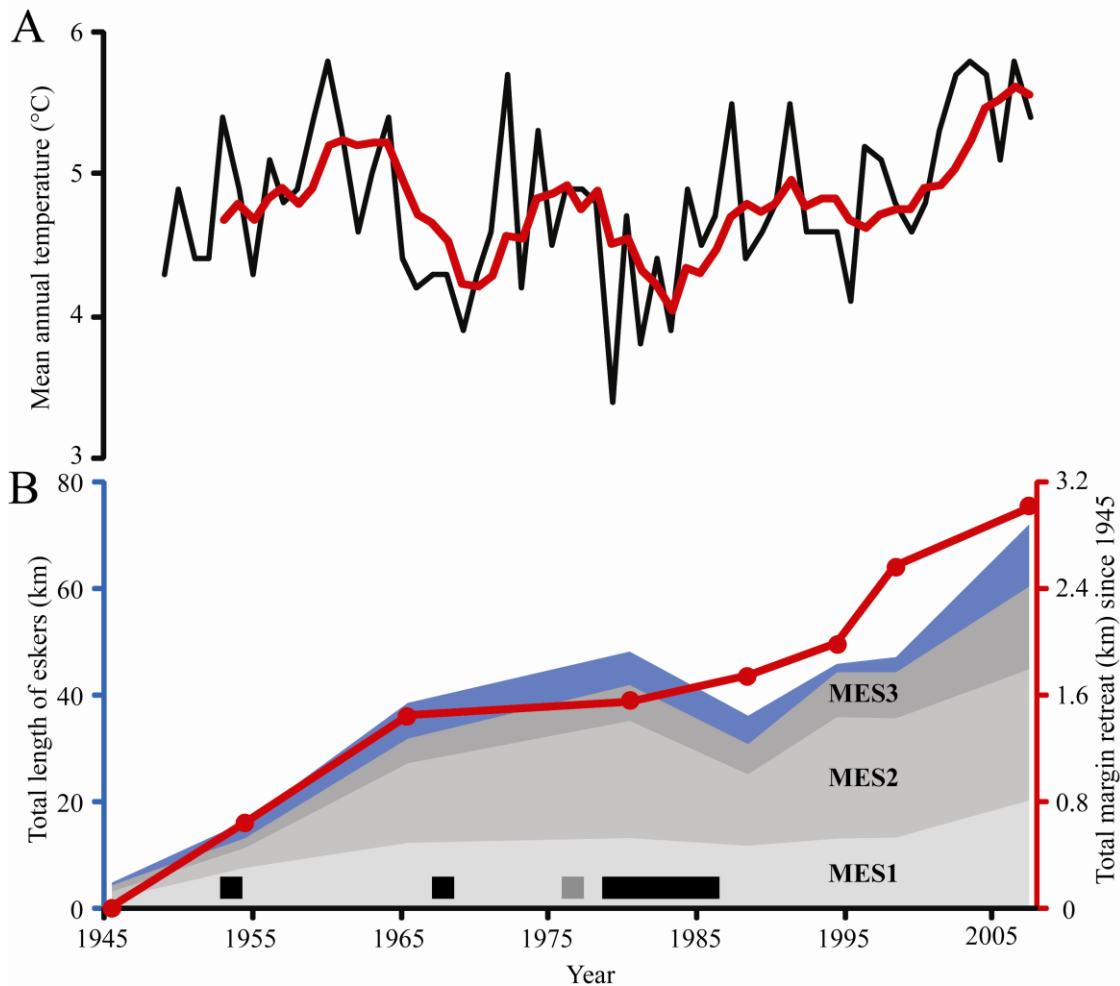 A
Mean annual temperature (°C)
6
5
4
3
B
Total length of eskers (km)
80
60
40
20
0
MES3
MES2
MES1
3.2
2.4
1.6
0.8
0
Total margin retreat (km) since 1945
1945
1955
1965
1975
1985
1995
2005
Year